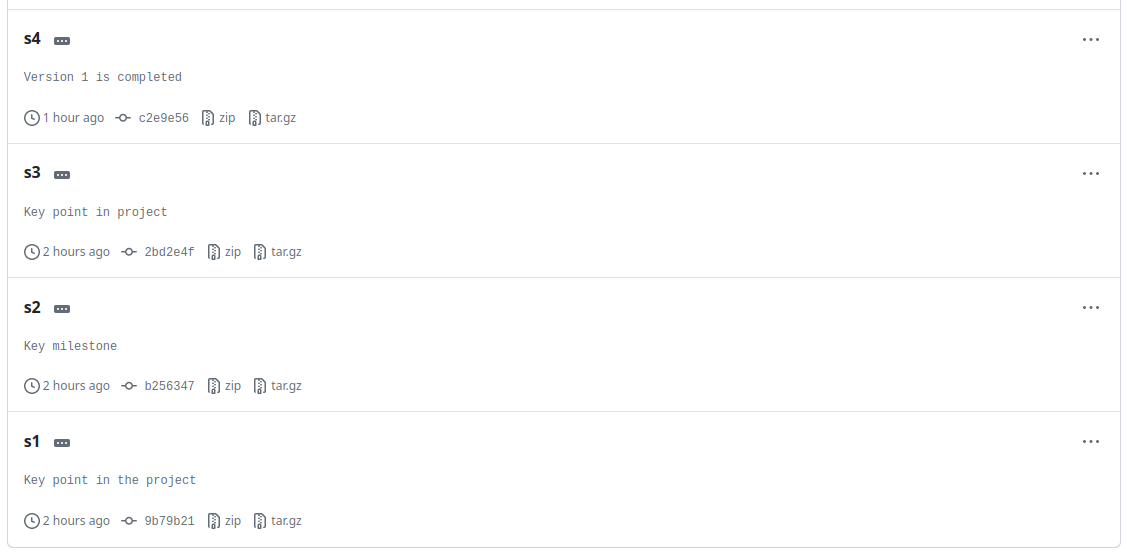 s4
Version 1 is completed
1 hour ago c2e9e56 zip tar.gz
s3
Key point in project
2 hours ago 2bd2e4f zip tar.gz
s2
Key milestone
2 hours ago b256347 zip tar.gz
s1
Key point in the project
2 hours ago 9b79b21 zip tar.gz